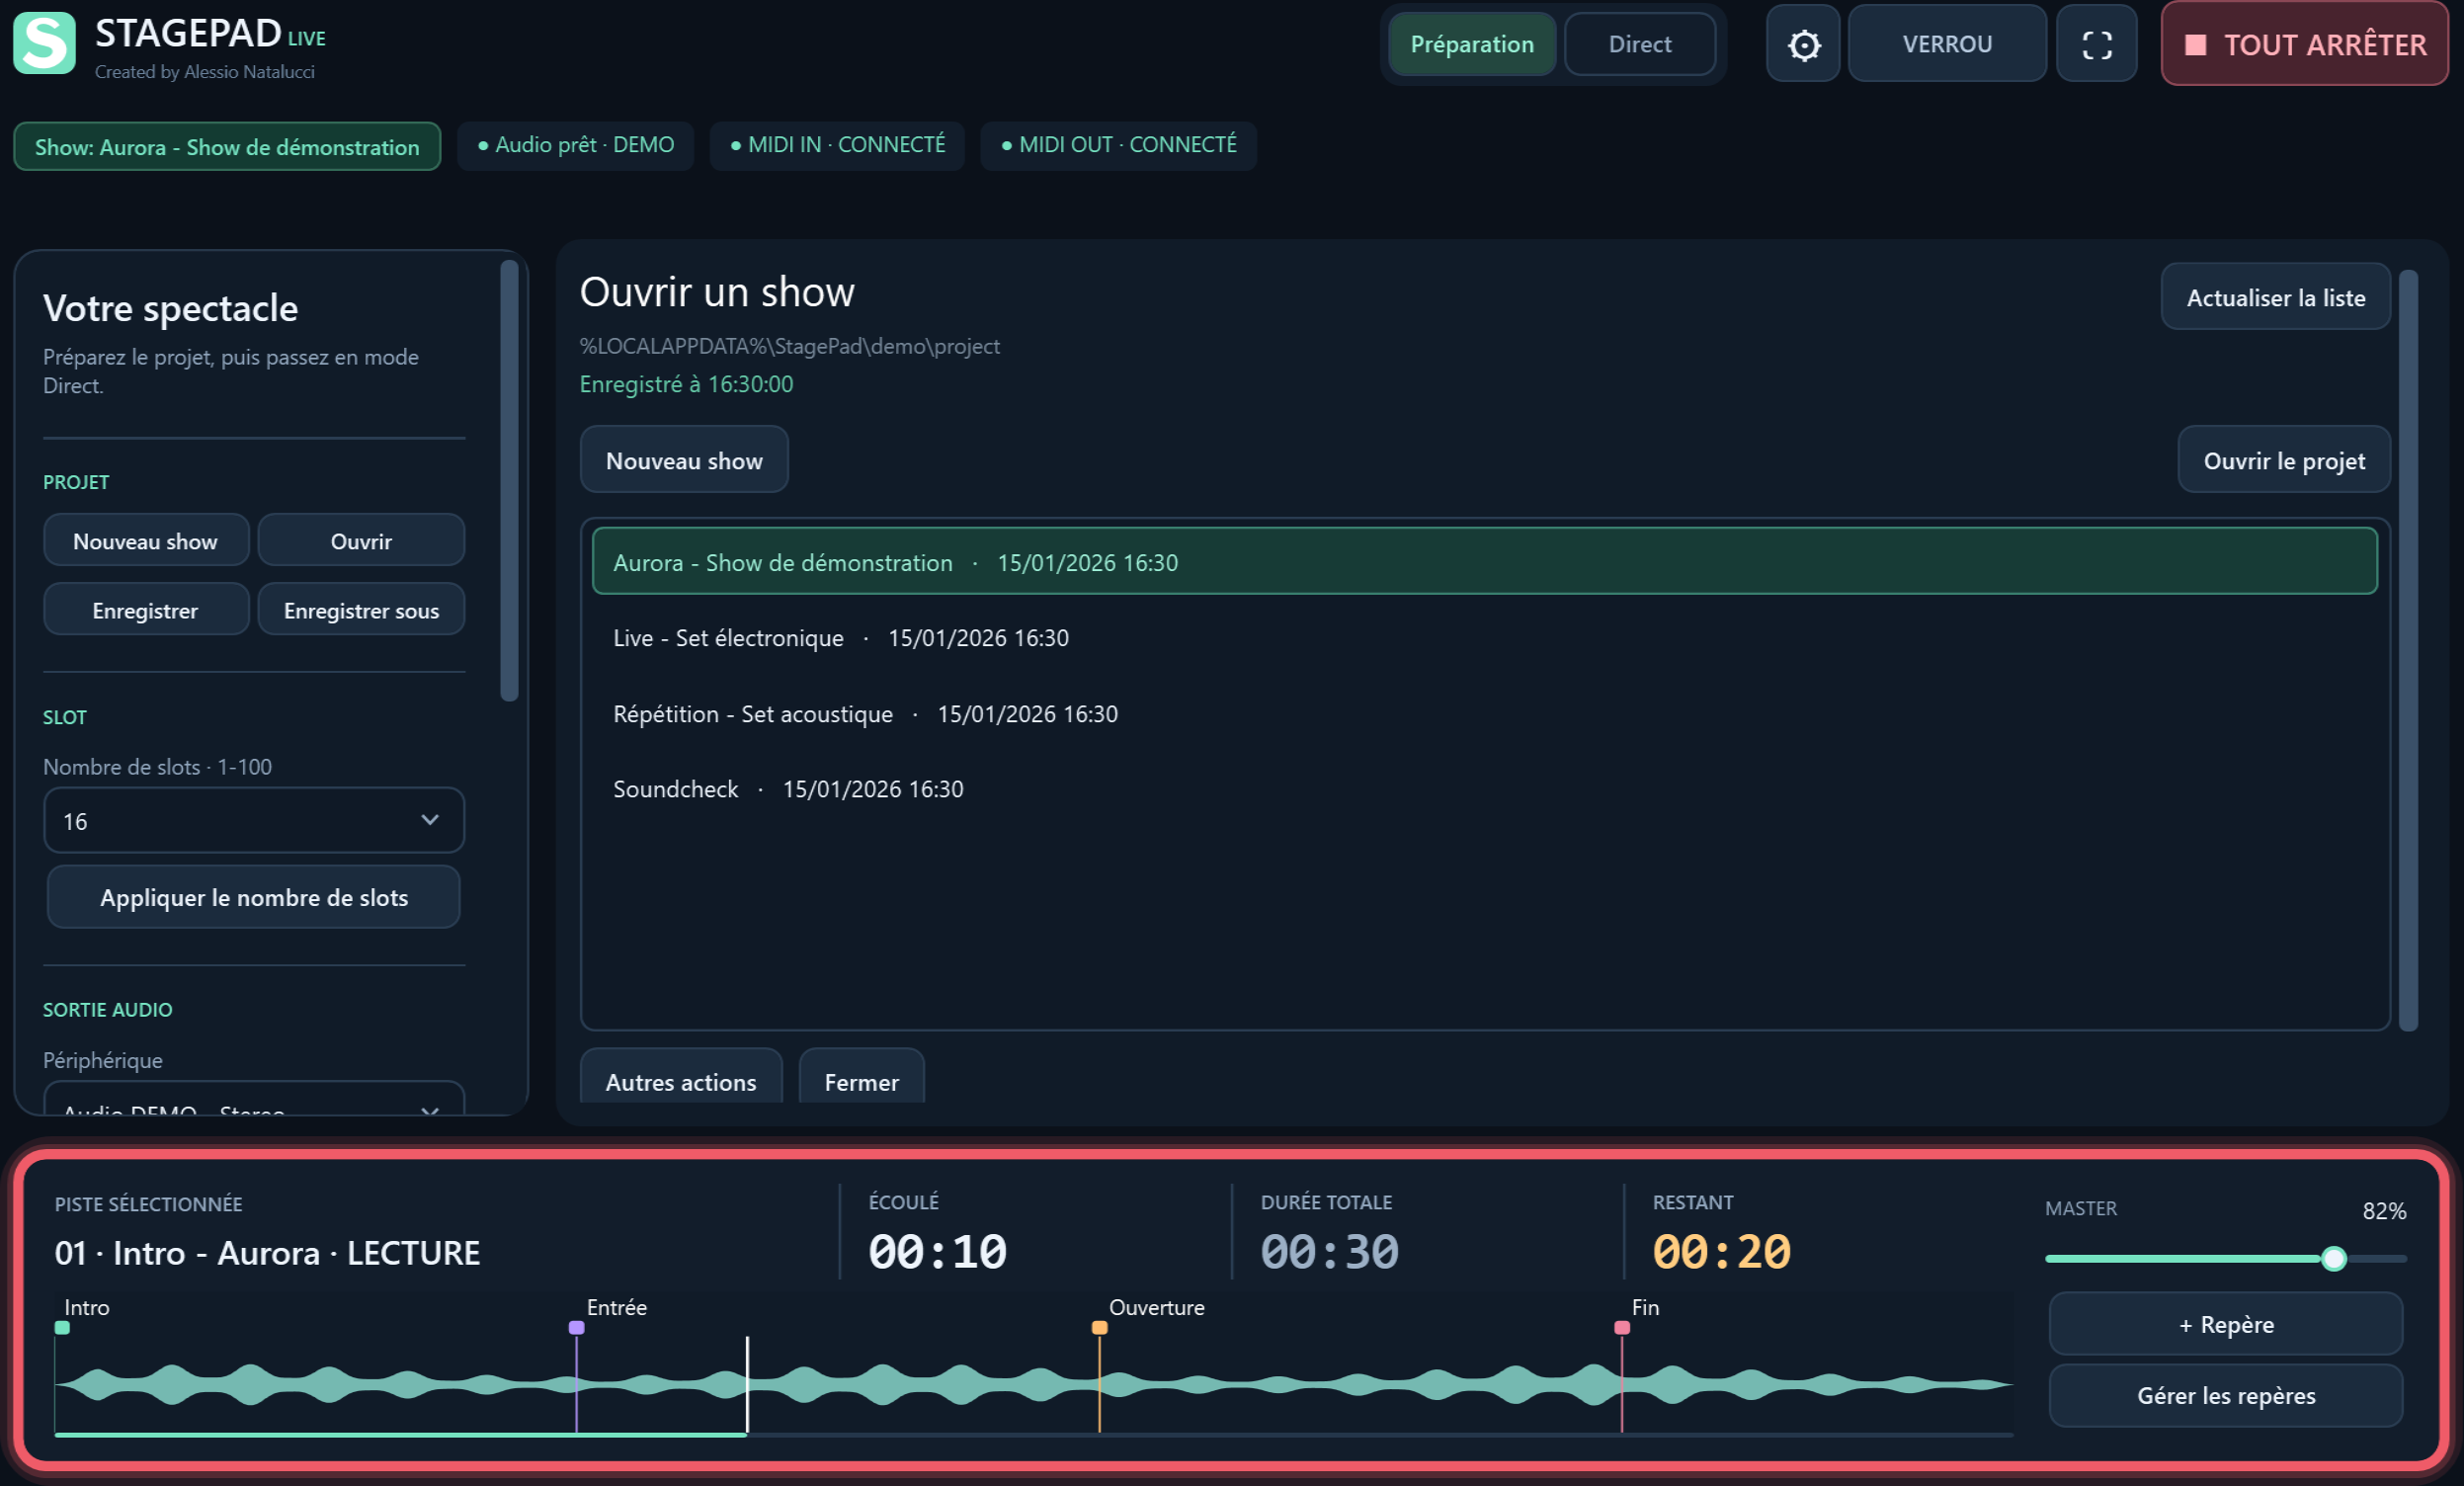 S
STAGEPAD LIVE
Created by Alessio Natalucci
Préparation
Direct
VERROU
TOUT ARRÊTER
Show: Aurora - Show de démonstration
Audio prêt · DEMO
MIDI IN · CONNECTÉ
MIDI OUT · CONNECTÉ
Votre spectacle
Préparez le projet, puis passez en mode
Direct.
PROJET
Nouveau show
Ouvrir
Enregistrer
Enregistrer sous
SLOT
Nombre de slots · 1-100
16
Appliquer le nombre de slots
SORTIE AUDIO
Périphérique
Audio DEMO - Stereo
Ouvrir un show
Actualiser la liste
%LOCALAPPDATA%\StagePad\demo\project
Enregistré à 16:30:00
Nouveau show
Ouvrir le projet
Aurora - Show de démonstration · 15/01/2026 16:30
Live - Set électronique · 15/01/2026 16:30
Répétition - Set acoustique · 15/01/2026 16:30
Soundcheck · 15/01/2026 16:30
Autres actions
Fermer
PISTE SÉLECTIONNÉE
01 · Intro - Aurora · LECTURE
ÉCOULÉ
00:10
DURÉE TOTALE
00:30
RESTANT
00:20
MASTER
82%
Intro
Entrée
Ouverture
Fin
+ Repère
Gérer les repères